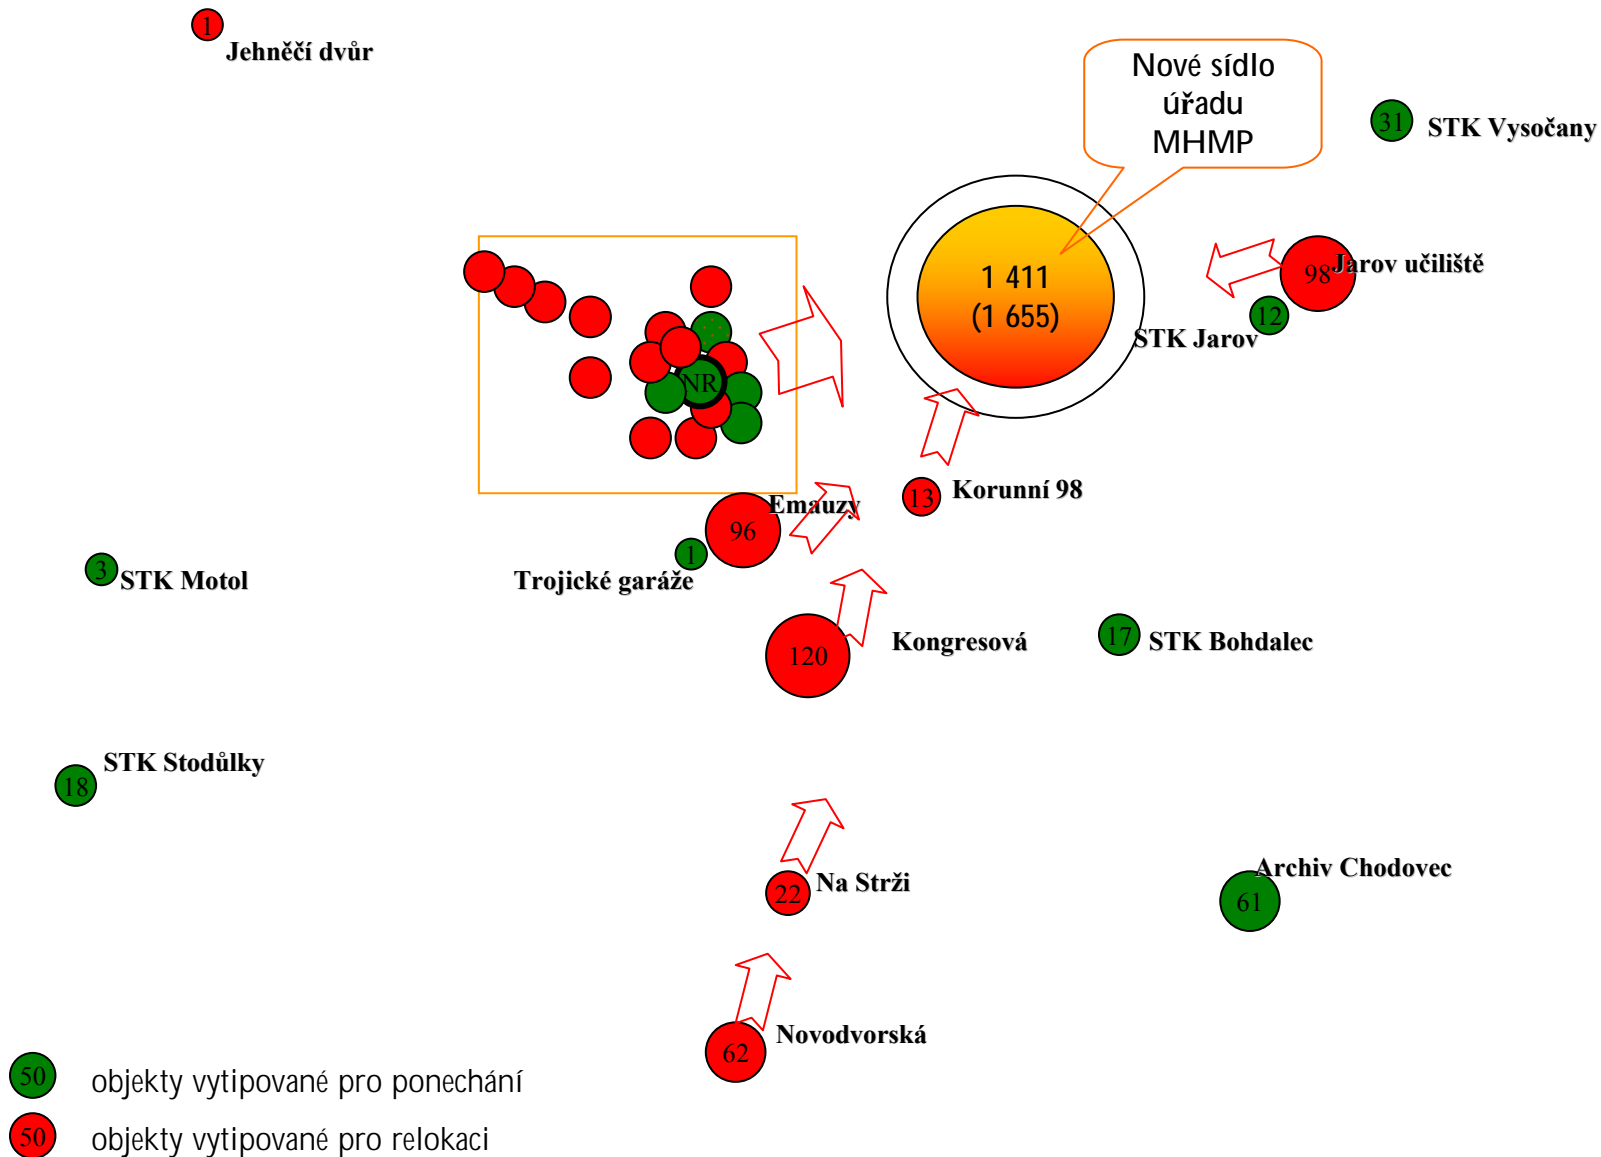 1
Jehněčí dvůr
Nové sídlo
úřadu
MHMP
31
STK Vysočany
1 411
(1 655)
98
Jarov učiliště
12
STK Jarov
NR
Korunní 98
13
Emauzy
96
1
Trojické garáže
3
STK Motol
120
Kongresová
17
STK Bohdalec
STK Stodůlky
18
22
Na Strži
Archiv Chodovec
61
Novodvorská
62
50 objekty vytipované pro ponechání
50 objekty vytipované pro relokaci